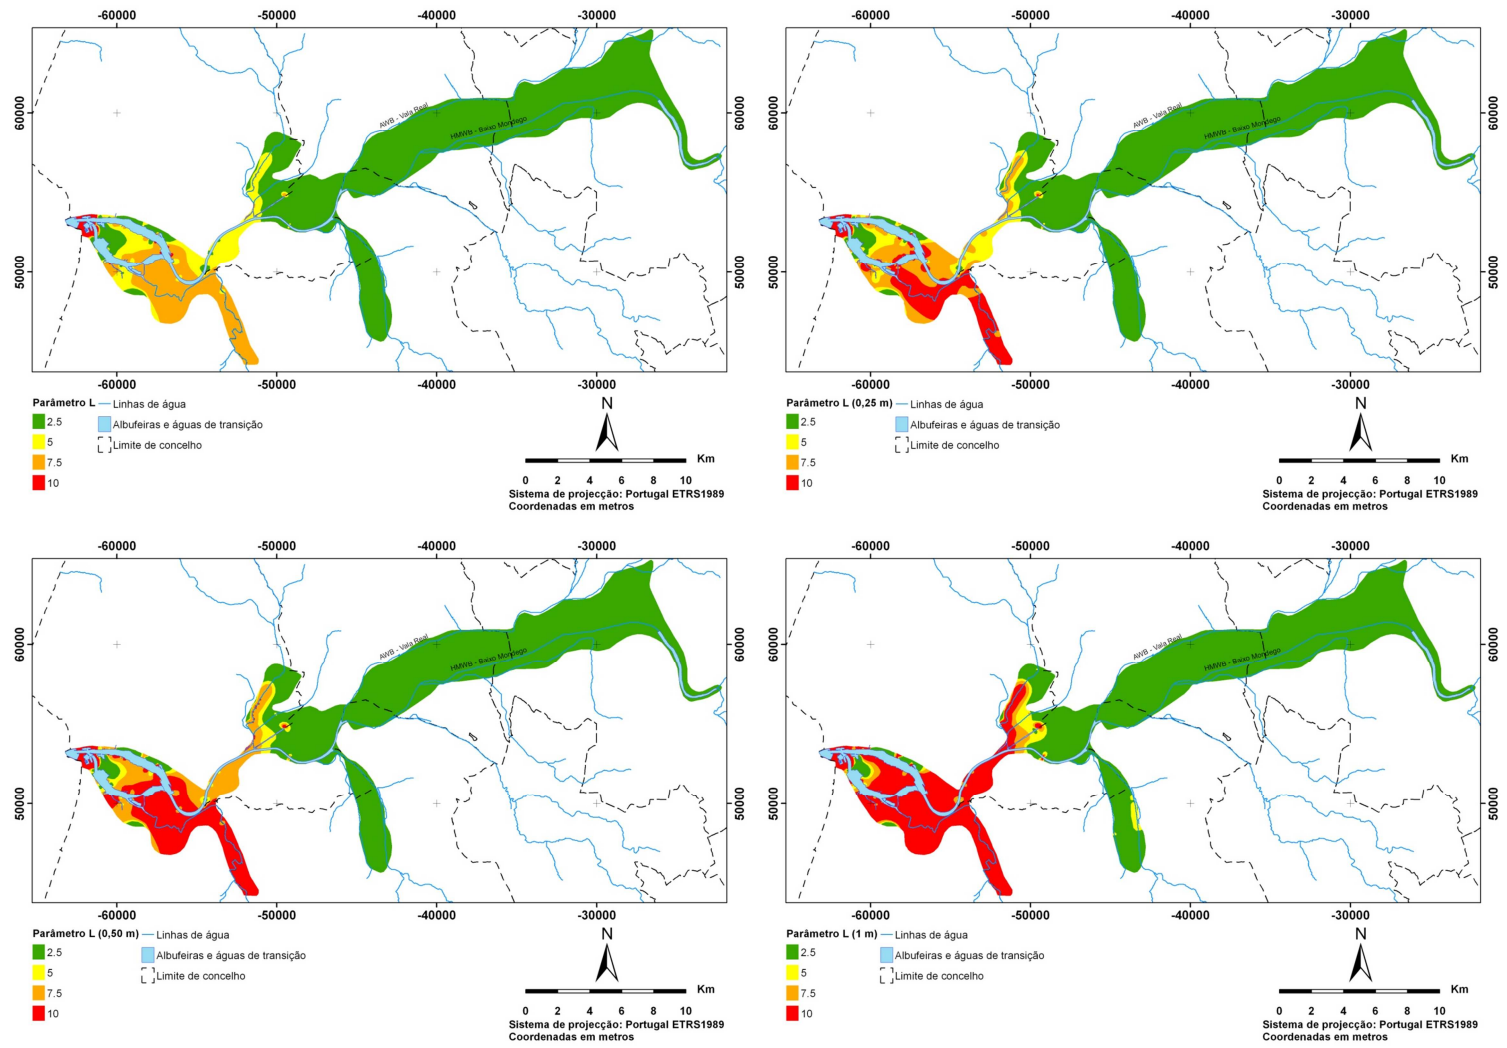 -60000 -50000 -40000 -30000
60000
50000
AWB - Vala Real
HMWB - Baixo Mondego
-60000 -50000 -40000 -30000
Parâmetro L
2.5
5
7.5
10
Linhas de água
Albufeiras e águas de transição
Limite de concelho
N
Km
0 2 4 6 8 10
Sistema de projecção: Portugal ETRS1989
Coordenadas em metros
-60000 -50000 -40000 -30000
60000
50000
AWB - Vala Real
HMWB - Baixo Mondego
-60000 -50000 -40000 -30000
Parâmetro L (0,25 m)
2.5
5
7.5
10
Linhas de água
Albufeiras e águas de transição
Limite de concelho
N
Km
0 2 4 6 8 10
Sistema de projecção: Portugal ETRS1989
Coordenadas em metros
-60000 -50000 -40000 -30000
60000
50000
AWB - Vala Real
HMWB - Baixo Mondego
-60000 -50000 -40000 -30000
Parâmetro L (0,50 m)
2.5
5
7.5
10
Linhas de água
Albufeiras e águas de transição
Limite de concelho
N
Km
0 2 4 6 8 10
Sistema de projecção: Portugal ETRS1989
Coordenadas em metros
-60000 -50000 -40000 -30000
60000
50000
AWB - Vala Real
HMWB - Baixo Mondego
-60000 -50000 -40000 -30000
Parâmetro L (1 m)
2.5
5
7.5
10
Linhas de água
Albufeiras e águas de transição
Limite de concelho
N
Km
0 2 4 6 8 10
Sistema de projecção: Portugal ETRS1989
Coordenadas em metros